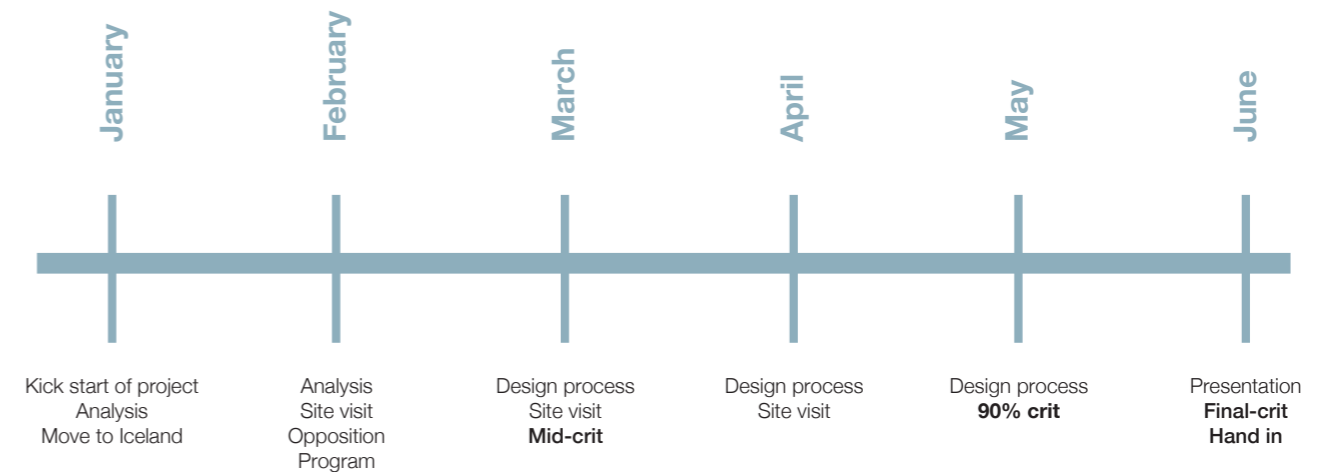 January
February
March
April
May
June
Kick start of project
Analysis
Move to Iceland
Analysis
Site visit
Opposition
Program
Design process
Site visit
Mid-crit
Design process
Site visit
Design process
90% crit
Presentation
Final-crit
Hand in